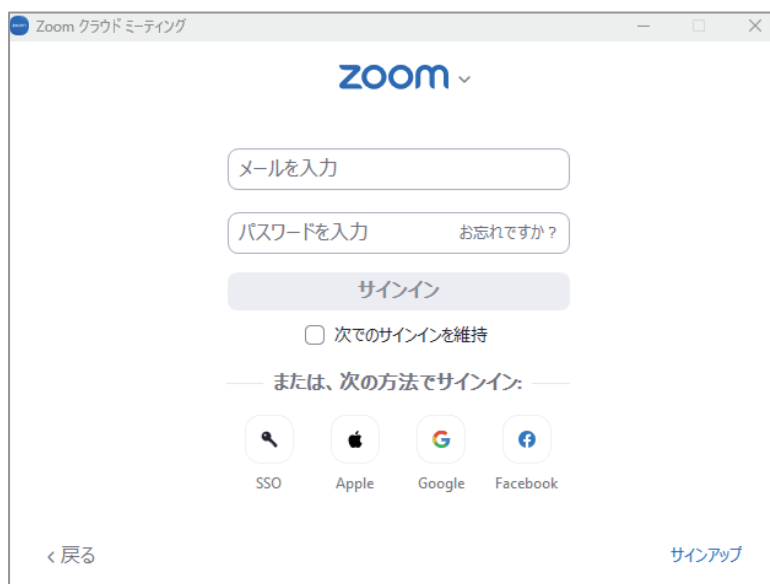 zoom Zoom クラウド ミーティング
zoom
メールを入力
パスワードを入力 お忘れですか？
サインイン
次でのサインインを維持
または、次の方法でサインイン:
SSO Apple Google Facebook
戻る サインアップ